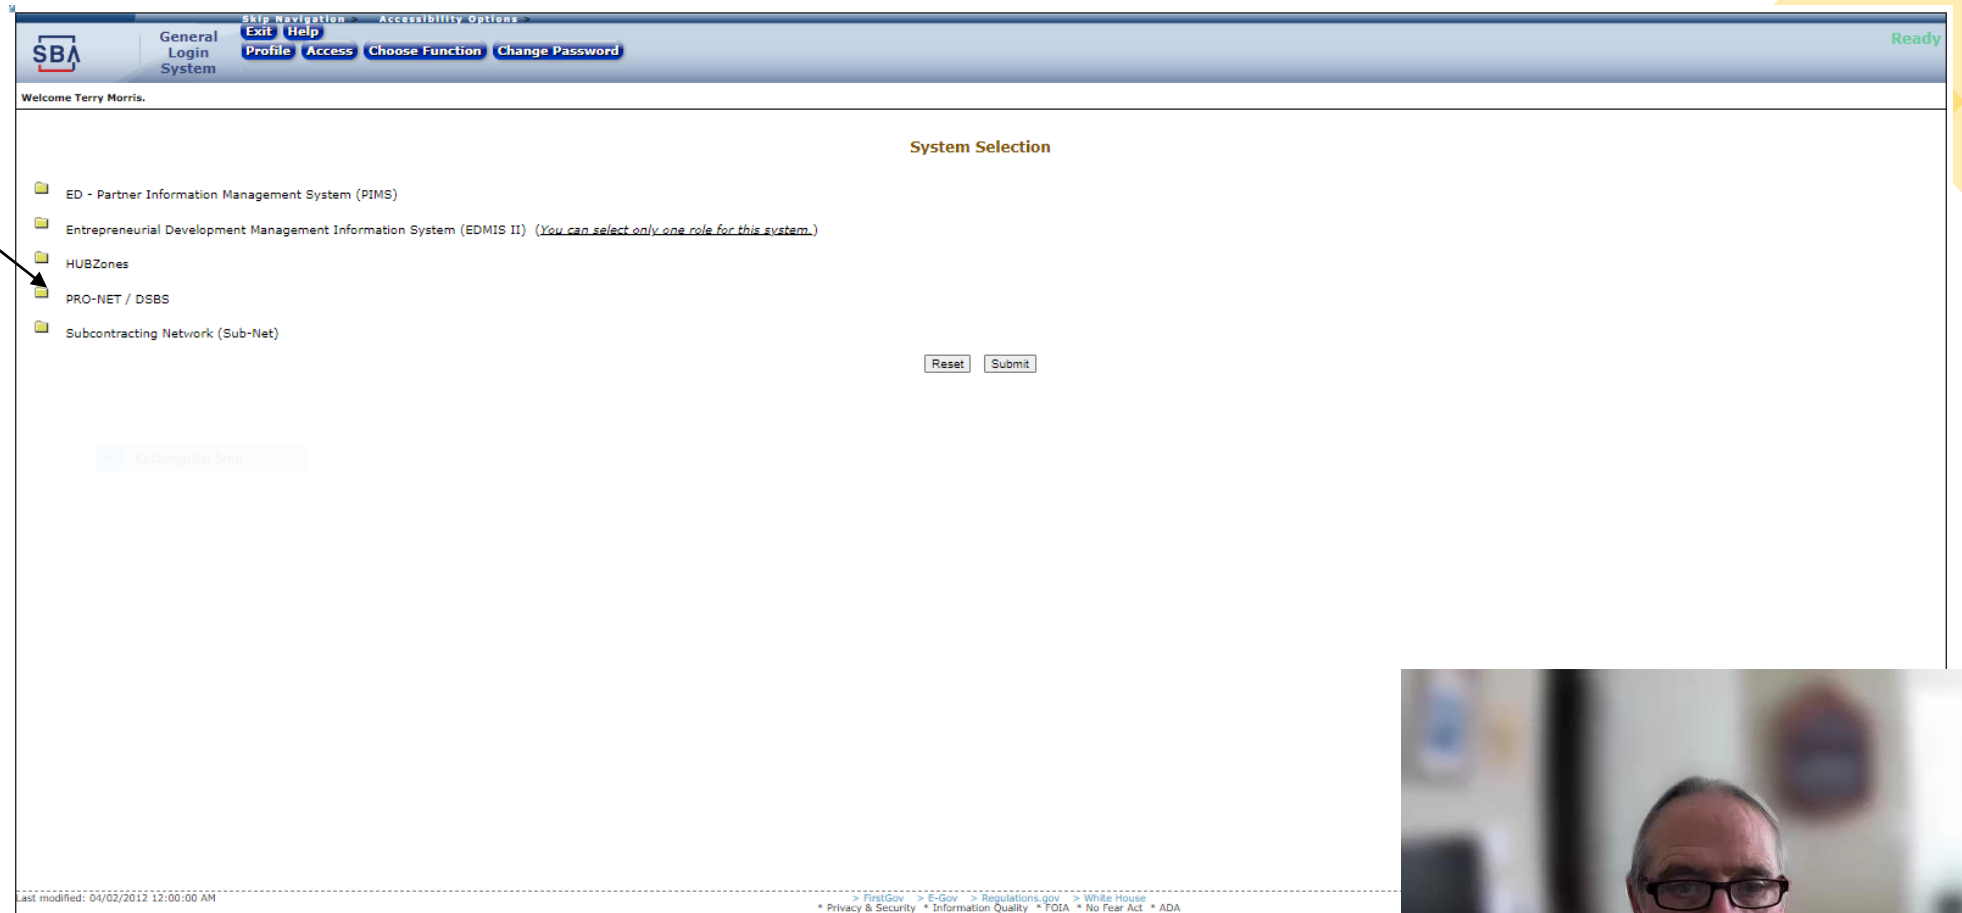 Skip Navigation > Accessibility Options >
SBA
General Login System
Exit Help
Profile Access Choose Function Change Password
Ready
Welcome Terry Morris.
System Selection
ED - Partner Information Management System (PIMS)
Entrepreneurial Development Management Information System (EDMIS II) (You can select only one role for this system.)
HUBZones
PRO-NET / DSBS
Subcontracting Network (Sub-Net)
Reset Submit
Rectangular Snip
Last modified: 04/02/2012 12:00:00 AM
> FirstGov > E-Gov > Regulations.gov > White House
* Privacy & Security * Information Quality * FOIA * No Fear Act * ADA